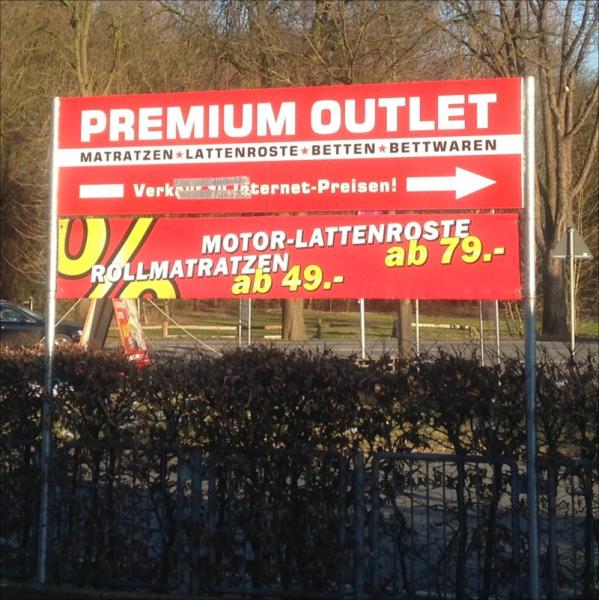 PREMIUM OUTLET
MATRATZEN★LATTENROSTE★BETTEN★BETTWAREN
Internet-Preisen!
%
MOTOR-LATTENROSTE
ab 79.-
ROLLMATRATZEN
ab 49.-